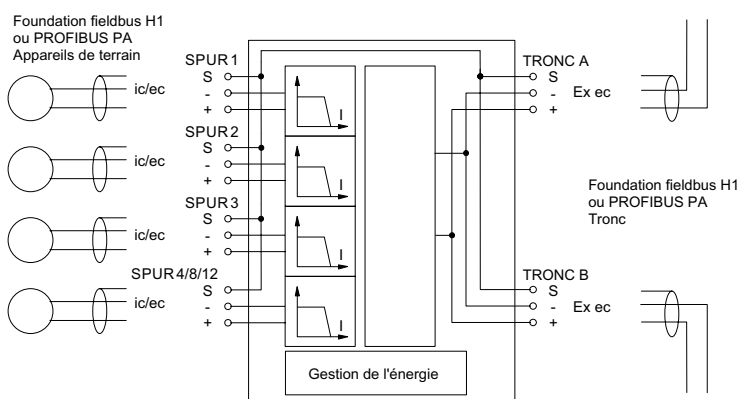 Foundation fieldbus H1
ou PROFIBUS PA
Appareils de terrain
SPUR 1
S
-
+
ic/ec
SPUR 2
S
-
+
ic/ec
SPUR 3
S
-
+
ic/ec
SPUR 4/8/12
S
-
+
ic/ec
I
I
I
I
Gestion de l'énergie
TRONC A
S
-
+
Ex ec
Foundation fieldbus H1
ou PROFIBUS PA
Tronc
TRONC B
S
-
+
Ex ec